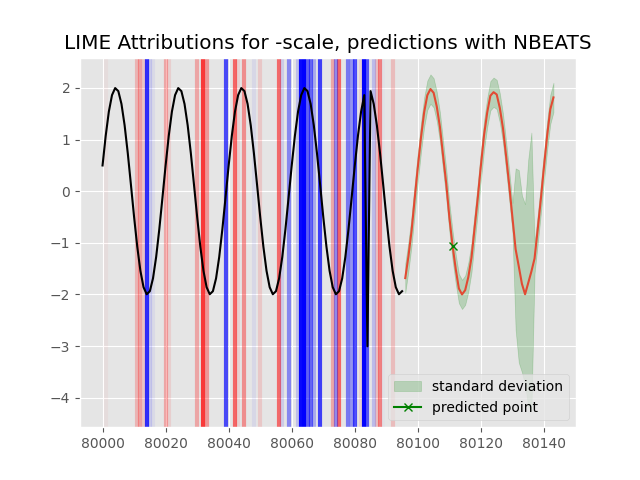 LIME Attributions for -scale, predictions with NBEATS
2
1
0
−1
−2
−3
−4
standard deviation
predicted point
80000 80020 80040 80060 80080 80100 80120 80140